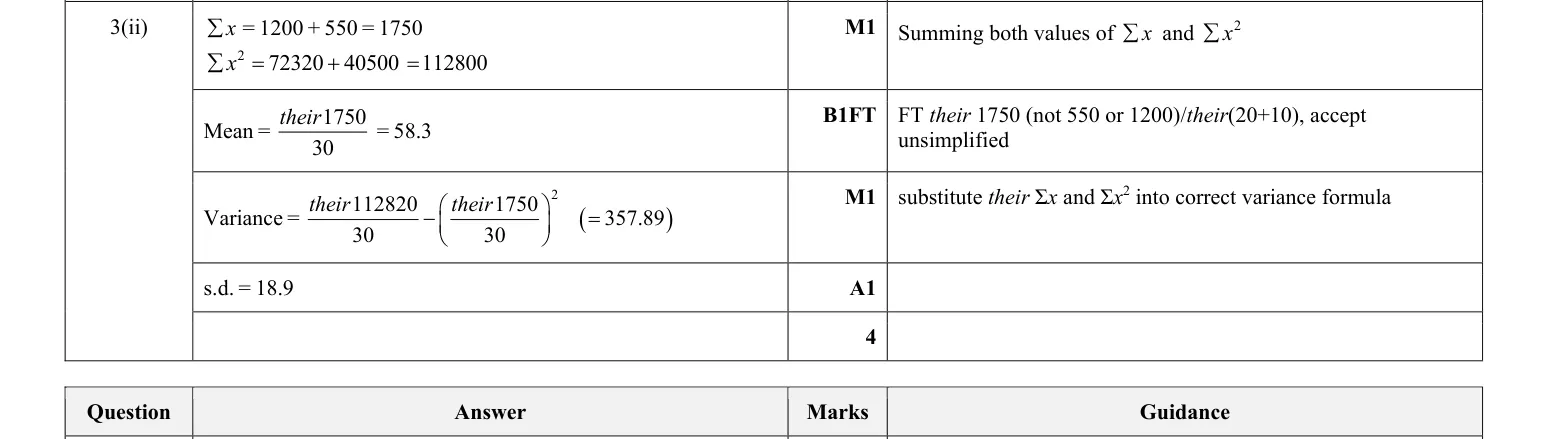 3(ii) ∑x = 1200 + 550 = 1750 M1 Summing both values of ∑x and ∑x²
∑x² = 72320 + 40500 = 112800
Mean = their1750/30 = 58.3 B1FT FT their 1750 (not 550 or 1200)/their(20+10), accept
unsimplified
Variance = their112820/30 − (their1750/30)² (= 357.89) M1 substitute their Σx and Σx² into correct variance formula
s.d. = 18.9 A1
4
Question Answer Marks Guidance